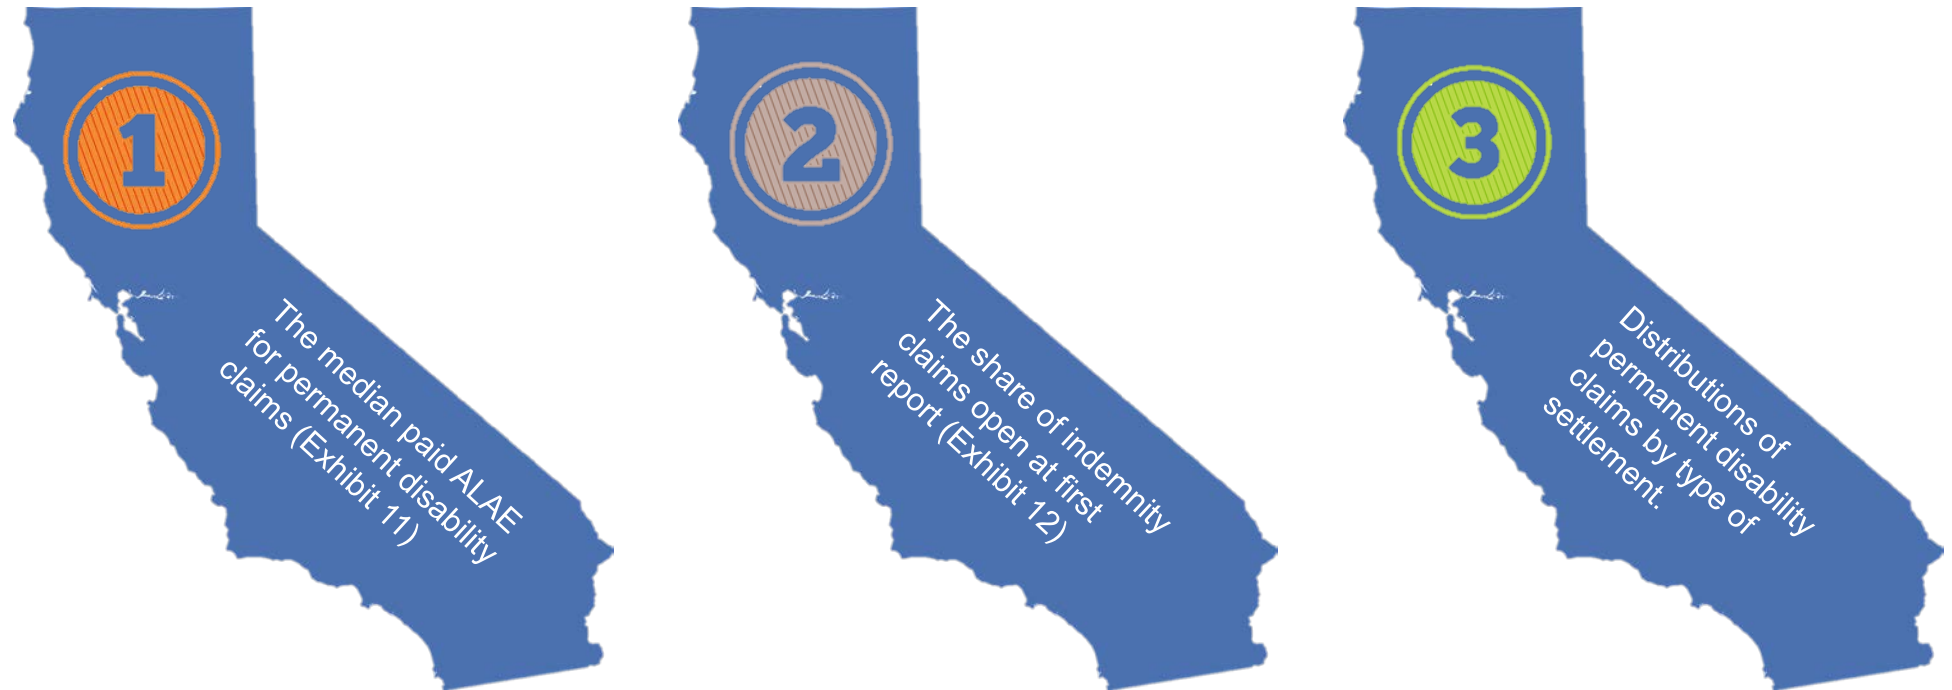 1
The median paid ALAE
for permanent disability
claims (Exhibit 11)
2
The share of indemnity
claims open at first
report (Exhibit 12)
3
Distributions of
permanent disability
claims by type of
settlement.